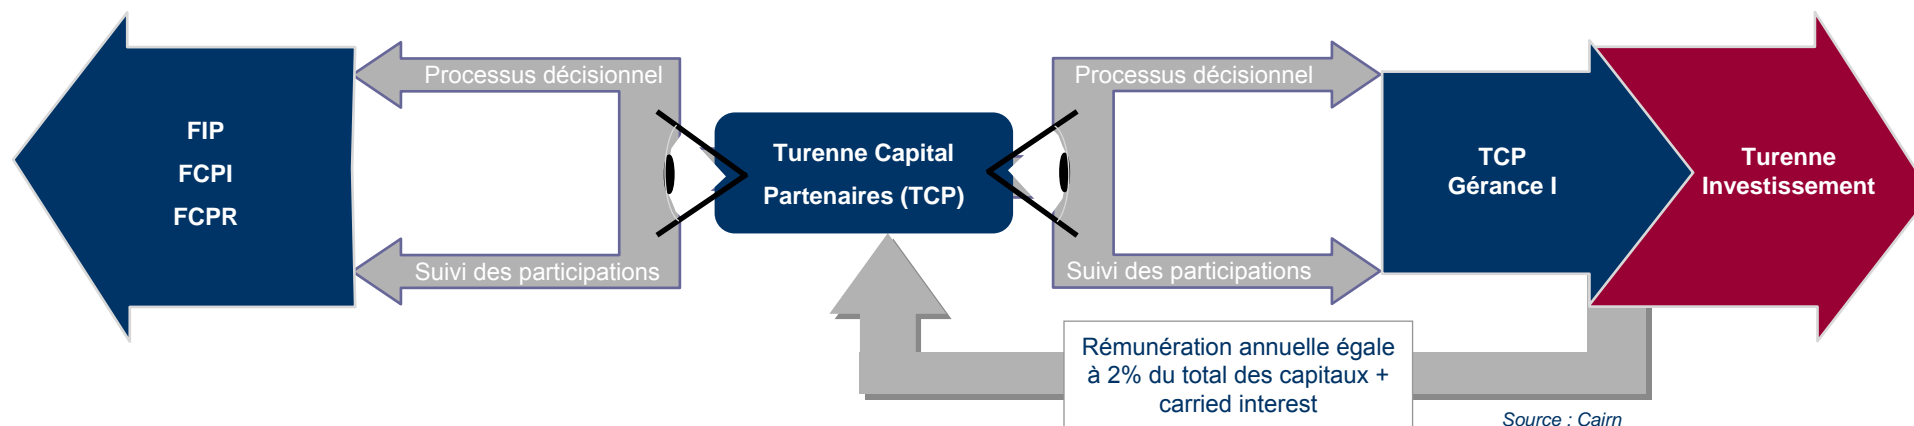 Processus décisionnel
FIP
FCPI
FCPR
Suivi des participations
Turenne Capital
Partenaires (TCP)
Processus décisionnel
Suivi des participations
TCP
Gérance I
Turenne
Investissement
Rémunération annuelle égale
à 2% du total des capitaux +
carried interest
Source : Cairn